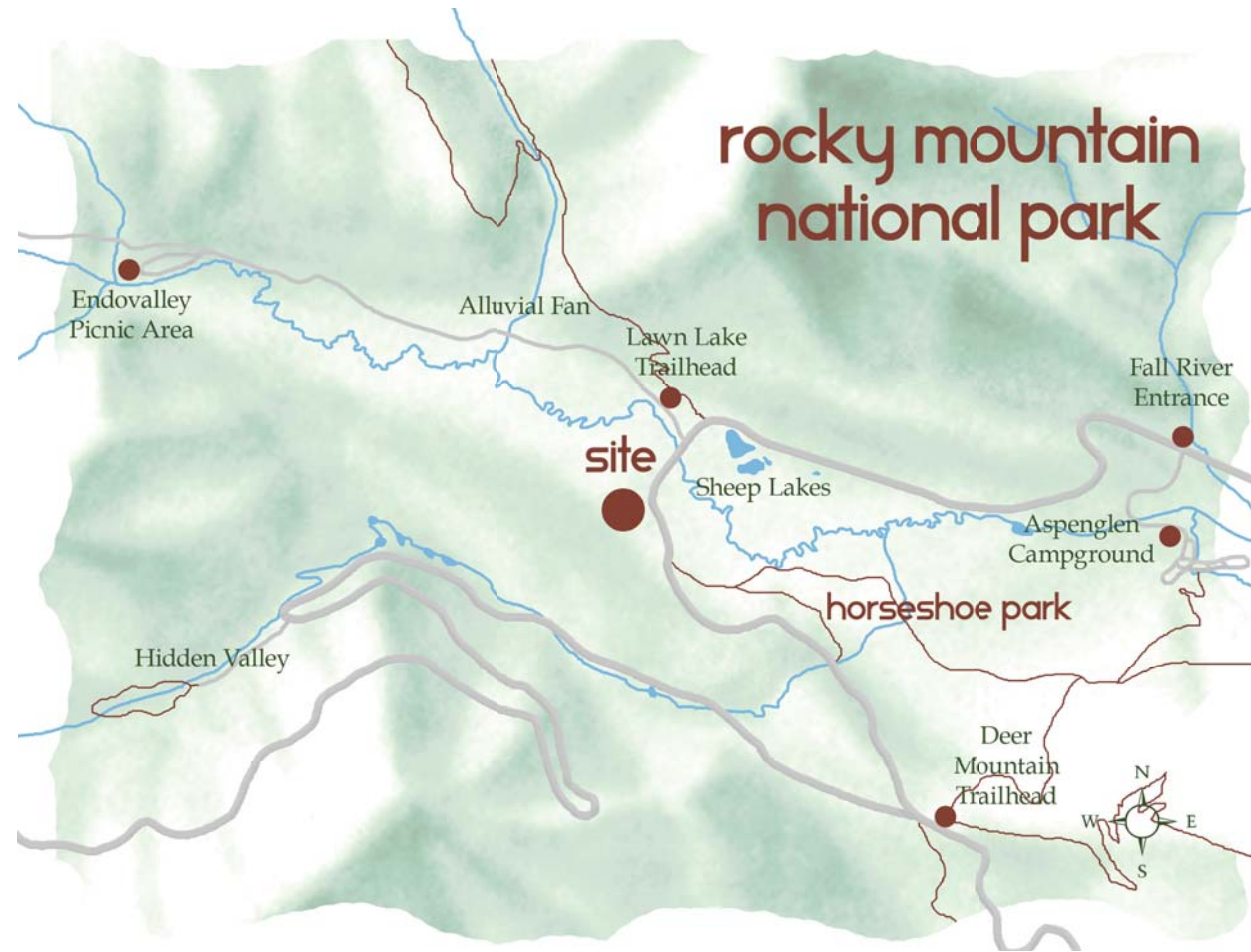 rocky mountain
national park
Endovalley
Picnic Area
Alluvial Fan
Lawn Lake
Trailhead
Fall River
Entrance
site
Sheep Lakes
Aspenglen
Campground
horseshoe park
Hidden Valley
Deer
Mountain
Trailhead
N
W
E
S